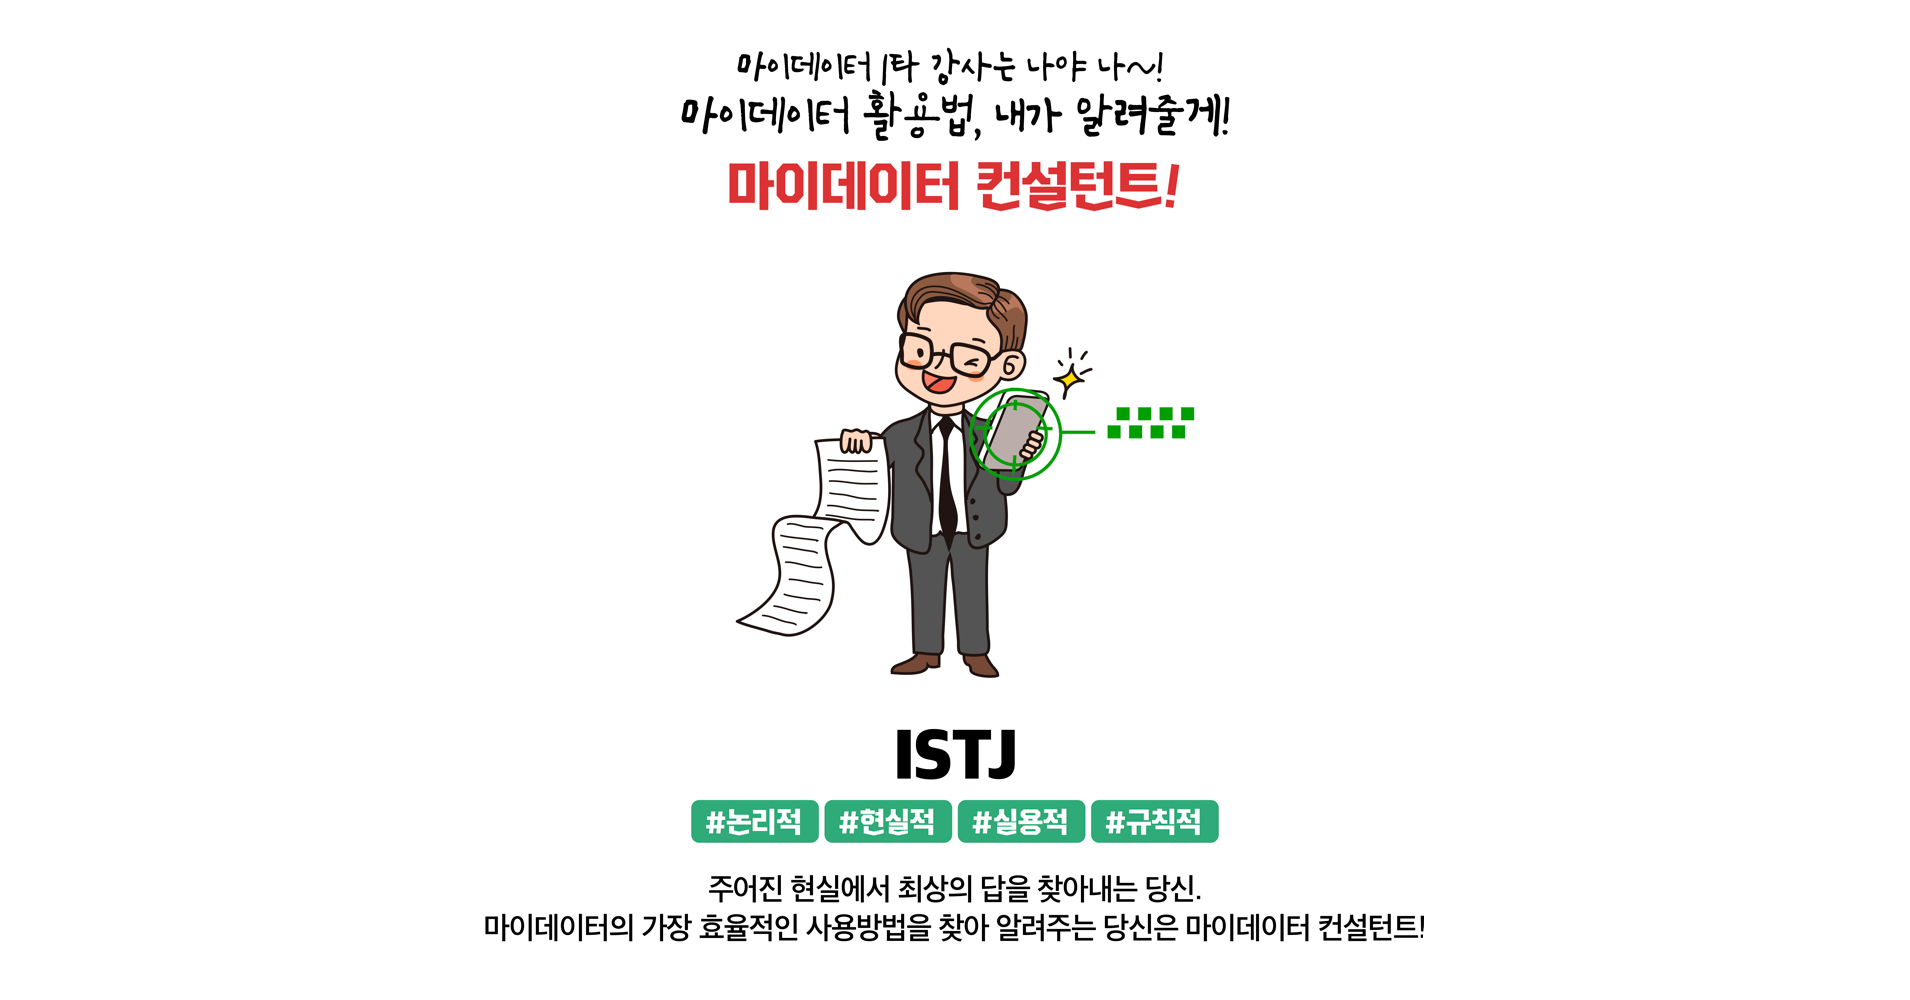 마이데이터 1타 강사는 나야 나~!
마이데이터 활용법, 내가 알려줄게!
마이데이터 컨설턴트!
ISTJ
#논리적 #현실적 #실용적 #규칙적
주어진 현실에서 최상의 답을 찾아내는 당신.
마이데이터의 가장 효율적인 사용방법을 찾아 알려주는 당신은 마이데이터 컨설턴트!